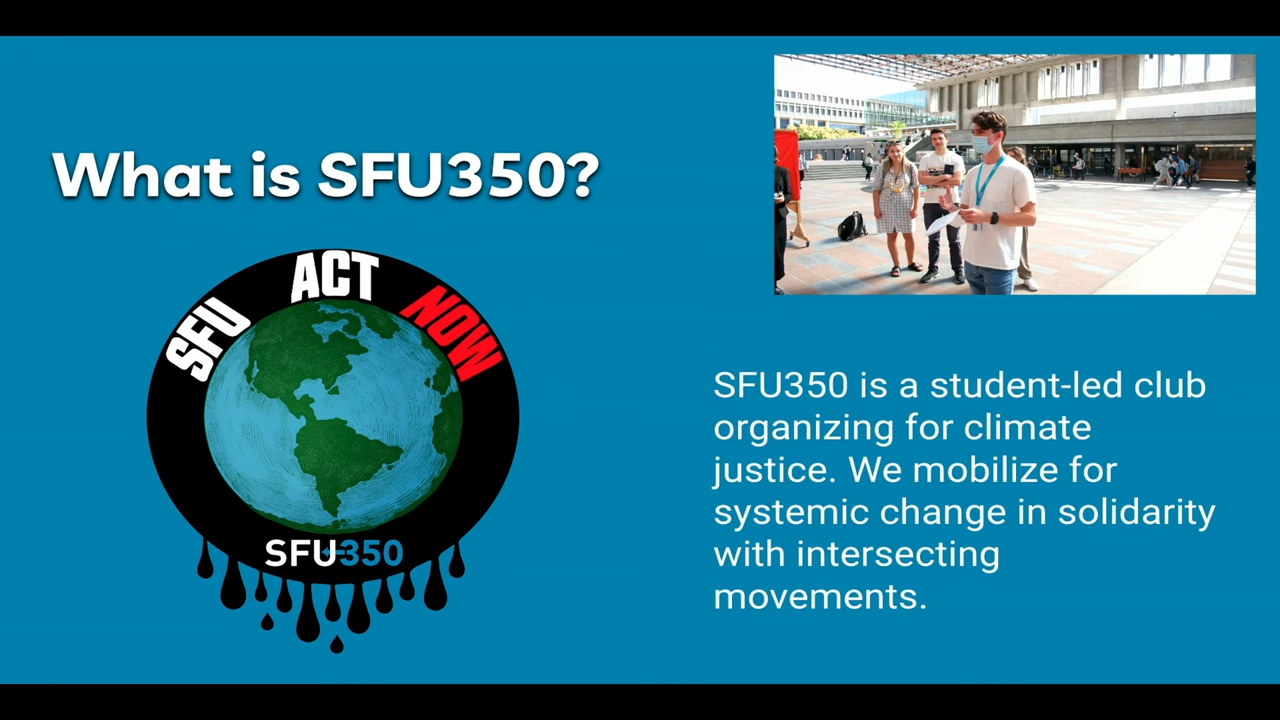 What is SFU350?
SFU ACT NOW
SFU350
SFU350 is a student-led club
organizing for climate
justice. We mobilize for
systemic change in solidarity
with intersecting
movements.